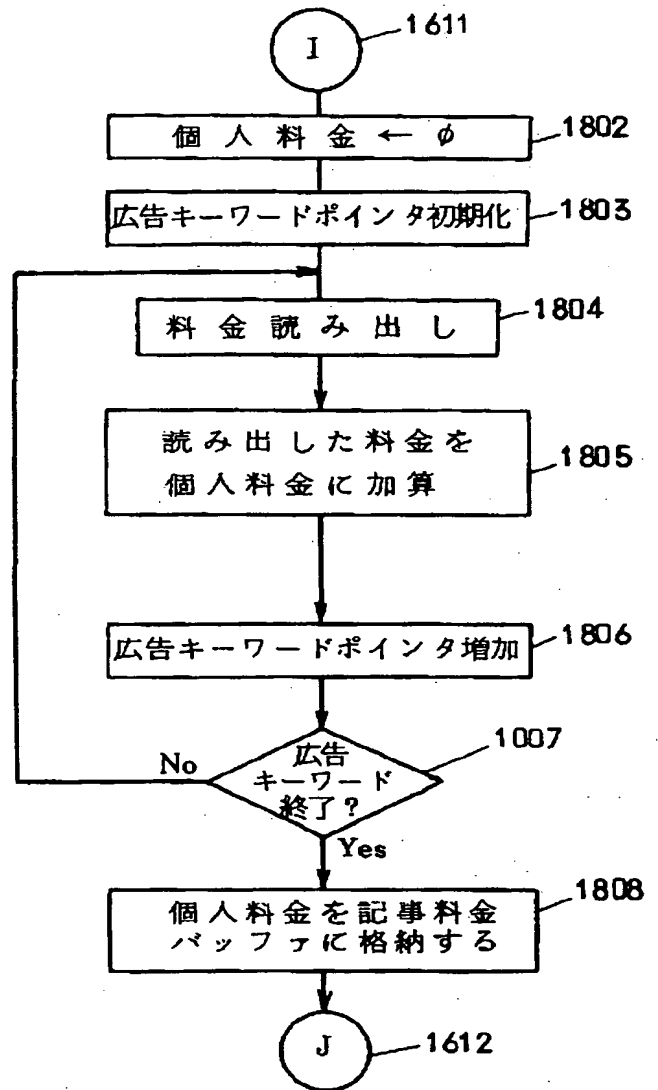 I
1611
個人料金 ← φ
1802
広告キーワードポインタ初期化
1803
料金読み出し
1804
読み出した料金を
個人料金に加算
1805
広告キーワードポインタ増加
1806
広告
キーワード
終了?
1007
No
Yes
個人料金を記事料金
バッファに格納する
1808
J
1612